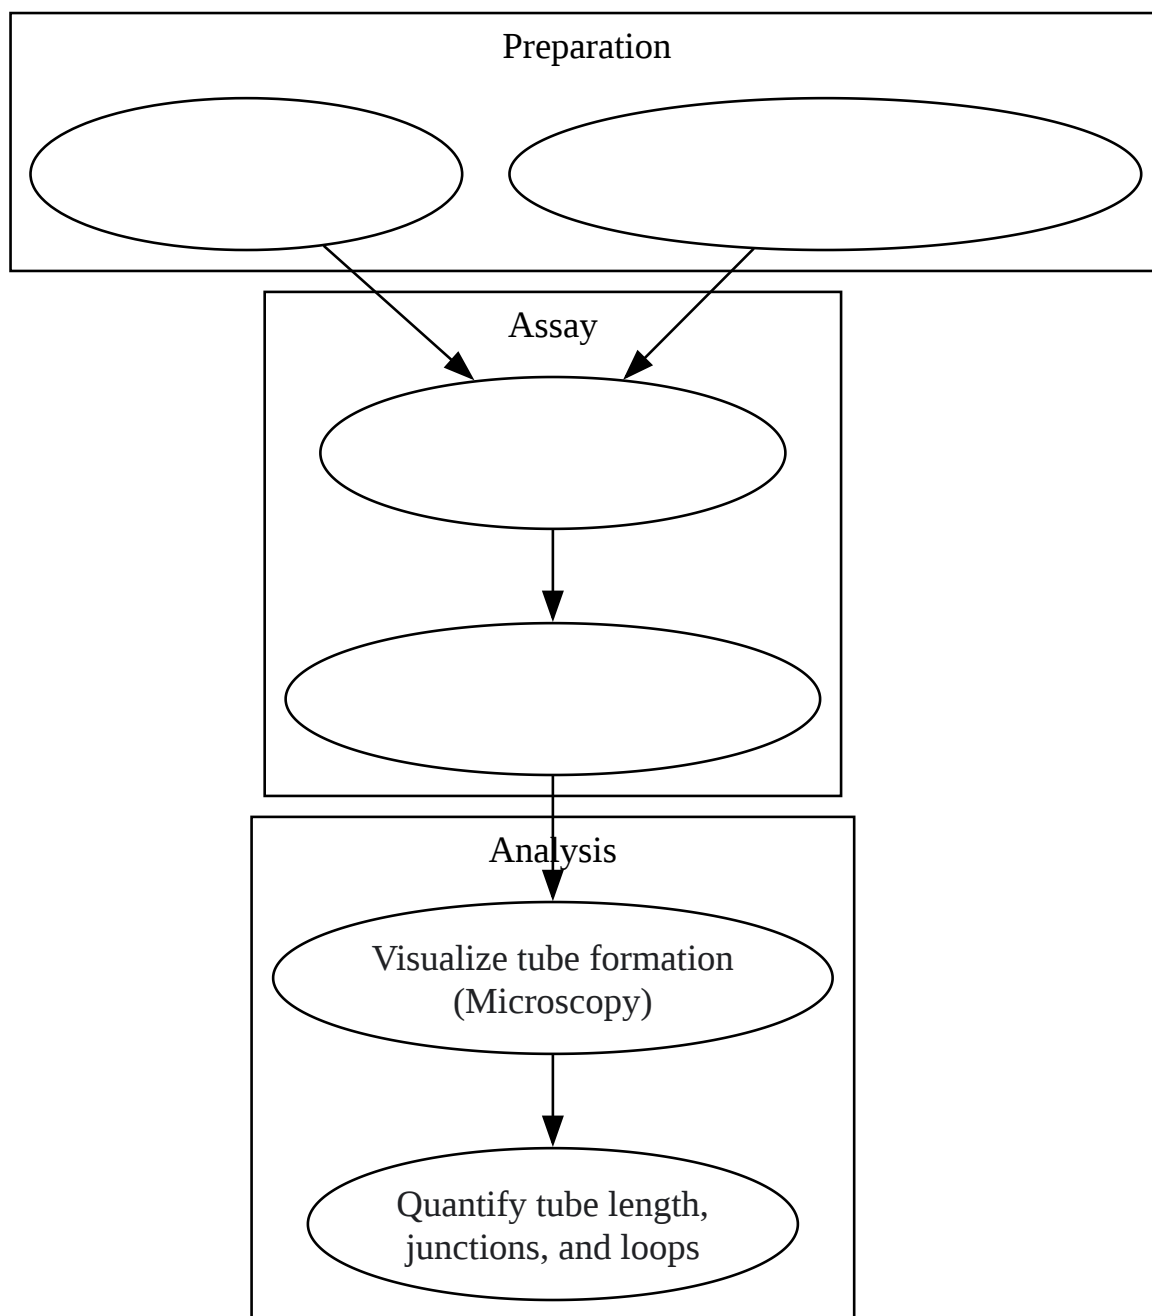 Preparation
Assay
Analysis
Visualize tube formation
(Microscopy)
Quantify tube length,
junctions, and loops